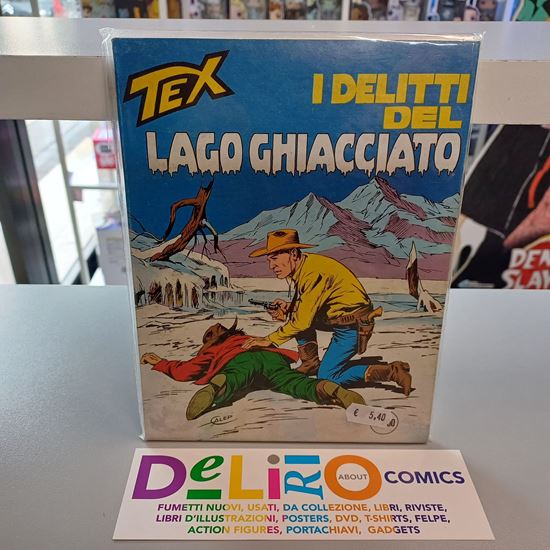 TEX
I DELITTI
DEL
LAGO GHIACCIATO
GALEP
€ 5,40
DeLiRiO
ABOUT
COMICS
FUMETTI NUOVI, USATI, DA COLLEZIONE, LIBRI, RIVISTE,
LIBRI D'ILLUSTRAZIONI, POSTERS, DVD, T-SHIRTS, FELPE,
ACTION FIGURES, PORTACHIAVI, GADGETS